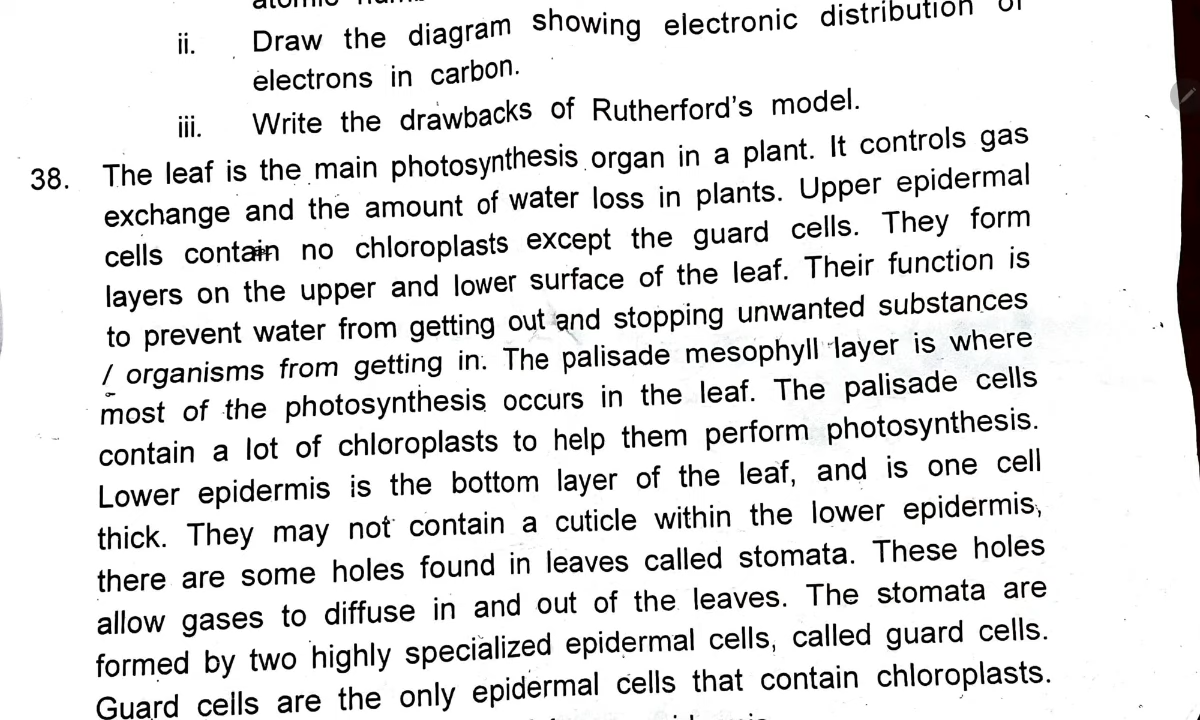 ii. Draw the diagram showing electronic distribution of
electrons in carbon.
iii. Write the drawbacks of Rutherford's model.
38. The leaf is the main photosynthesis organ in a plant. It controls gas
exchange and the amount of water loss in plants. Upper epidermal
cells contain no chloroplasts except the guard cells. They form
layers on the upper and lower surface of the leaf. Their function is
to prevent water from getting out and stopping unwanted substances
/ organisms from getting in. The palisade mesophyll layer is where
most of the photosynthesis occurs in the leaf. The palisade cells
contain a lot of chloroplasts to help them perform photosynthesis.
Lower epidermis is the bottom layer of the leaf, and is one cell
thick. They may not contain a cuticle within the lower epidermis,
there are some holes found in leaves called stomata. These holes
allow gases to diffuse in and out of the leaves. The stomata are
formed by two highly specialized epidermal cells, called guard cells.
Guard cells are the only epidermal cells that contain chloroplasts.